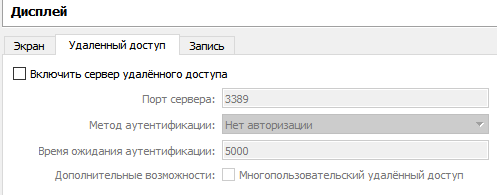 Дисплей
Экран Удаленный доступ Запись
Включить сервер удалённого доступа
Порт сервера: 3389
Метод аутентификации: Нет авторизации
Время ожидания аутентификации: 5000
Дополнительные возможности: Многопользовательский удалённый доступ